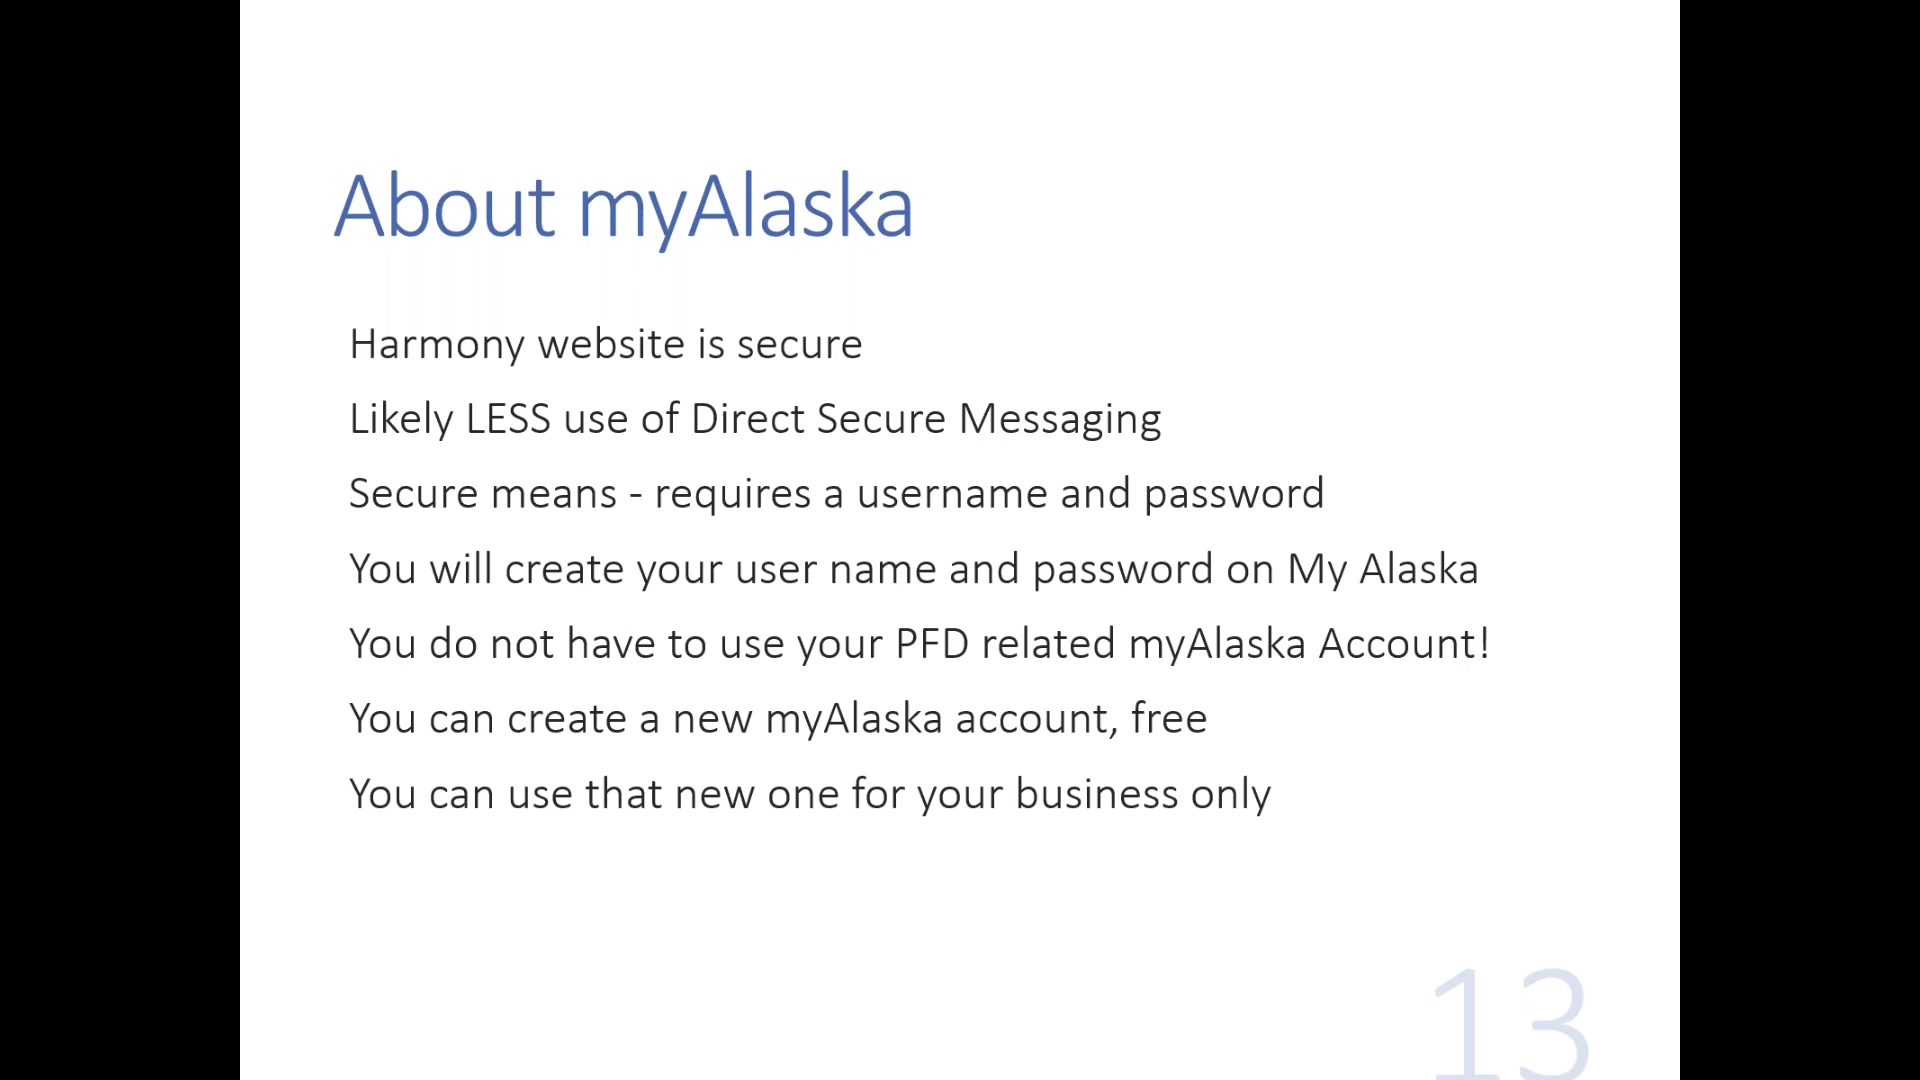 About myAlaska
Harmony website is secure
Likely LESS use of Direct Secure Messaging
Secure means - requires a username and password
You will create your user name and password on My Alaska
You do not have to use your PFD related myAlaska Account!
You can create a new myAlaska account, free
You can use that new one for your business only
13